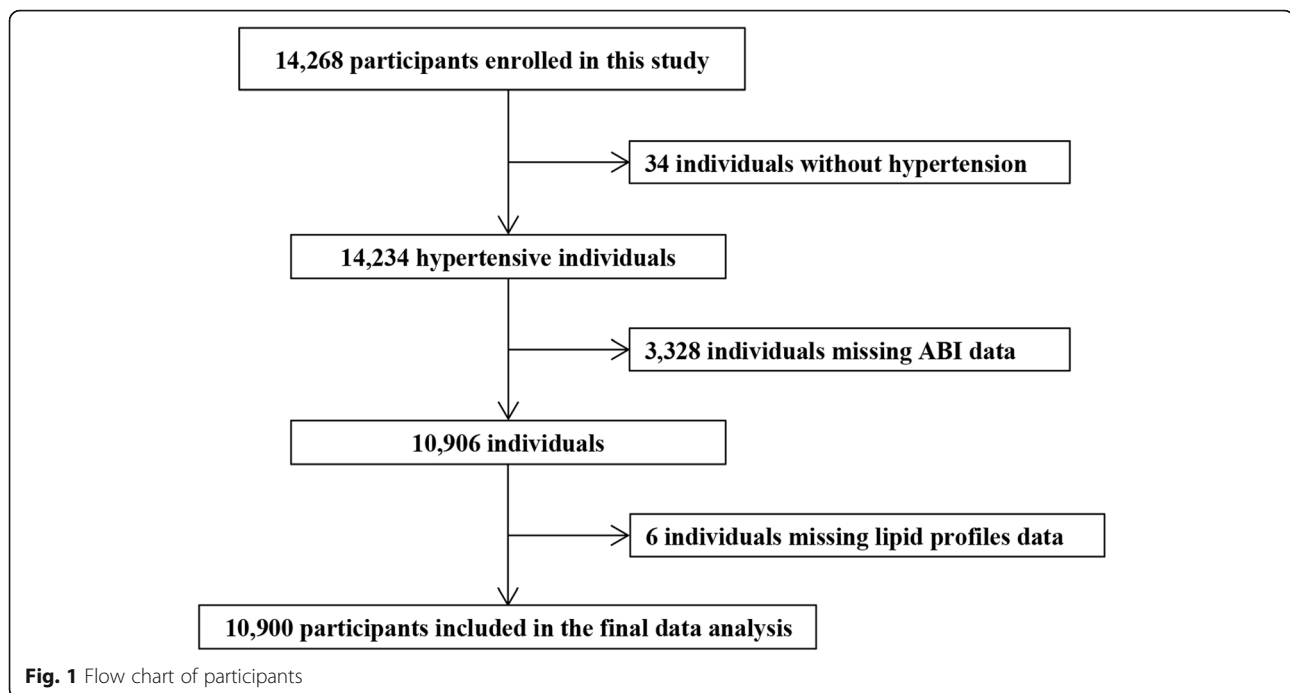 14,268 participants enrolled in this study
34 individuals without hypertension
14,234 hypertensive individuals
3,328 individuals missing ABI data
10,906 individuals
6 individuals missing lipid profiles data
10,900 participants included in the final data analysis
Fig. 1 Flow chart of participants